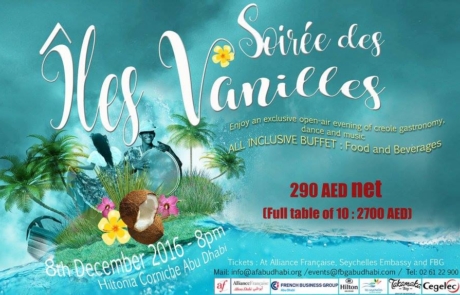 Soirée des
Îles Vanilles
Enjoy an exclusive open-air evening of creole gastronomy,
dance and music.
ALL INCLUSIVE BUFFET : Food and Beverages
290 AED net
(Full table of 10 : 2700 AED)
8th December 2016 - 8pm
Hiltonia Corniche Abu Dhabi
Tickets : At Alliance Française, Seychelles Embassy and FBG
Mail: info@afabudhabi.org /events@fbgabudhabi.com / Tel: 02 61 22 900
af
AllianceFrançaise
FRENCH BUSINESS GROUP
Hilton
Takamaka
Cegelec